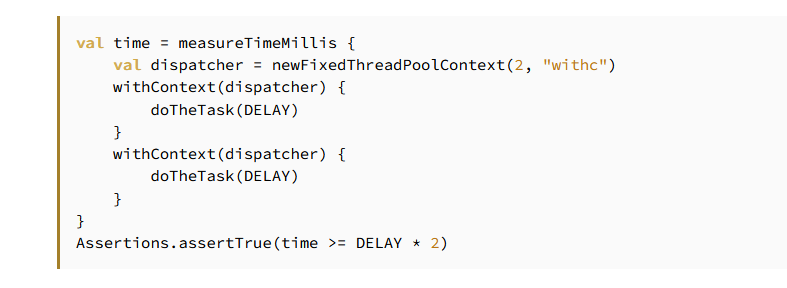 val time = measureTimeMillis {
    val dispatcher = newFixedThreadPoolContext(2, "withc")
    withContext(dispatcher) {
        doTheTask(DELAY)
    }
    withContext(dispatcher) {
        doTheTask(DELAY)
    }
}
Assertions.assertTrue(time >= DELAY * 2)